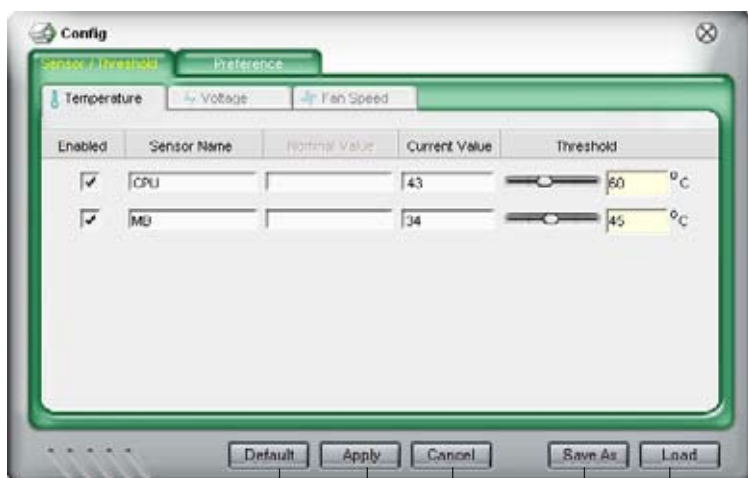 Config
Sensor / Threshold Preference
Temperature Voltage Fan Speed
Enabled Sensor Name Nominal Value Current Value Threshold
CPU 43 60 °C
MB 34 45 °C
Default Apply Cancel Save As Load